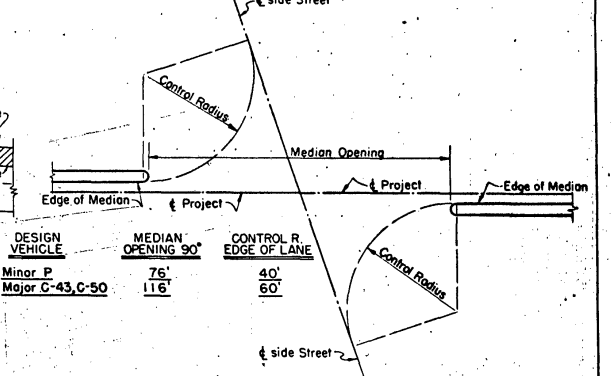 ℄ side Street
Control Radius
Median Opening
Edge of Median
℄ Project
℄ Project
Edge of Median
DESIGN VEHICLE
MEDIAN OPENING 90°
CONTROL R. EDGE OF LANE
Minor P 76' 40'
Major C-43, C-50 116' 60'
Control Radius
℄ side Street